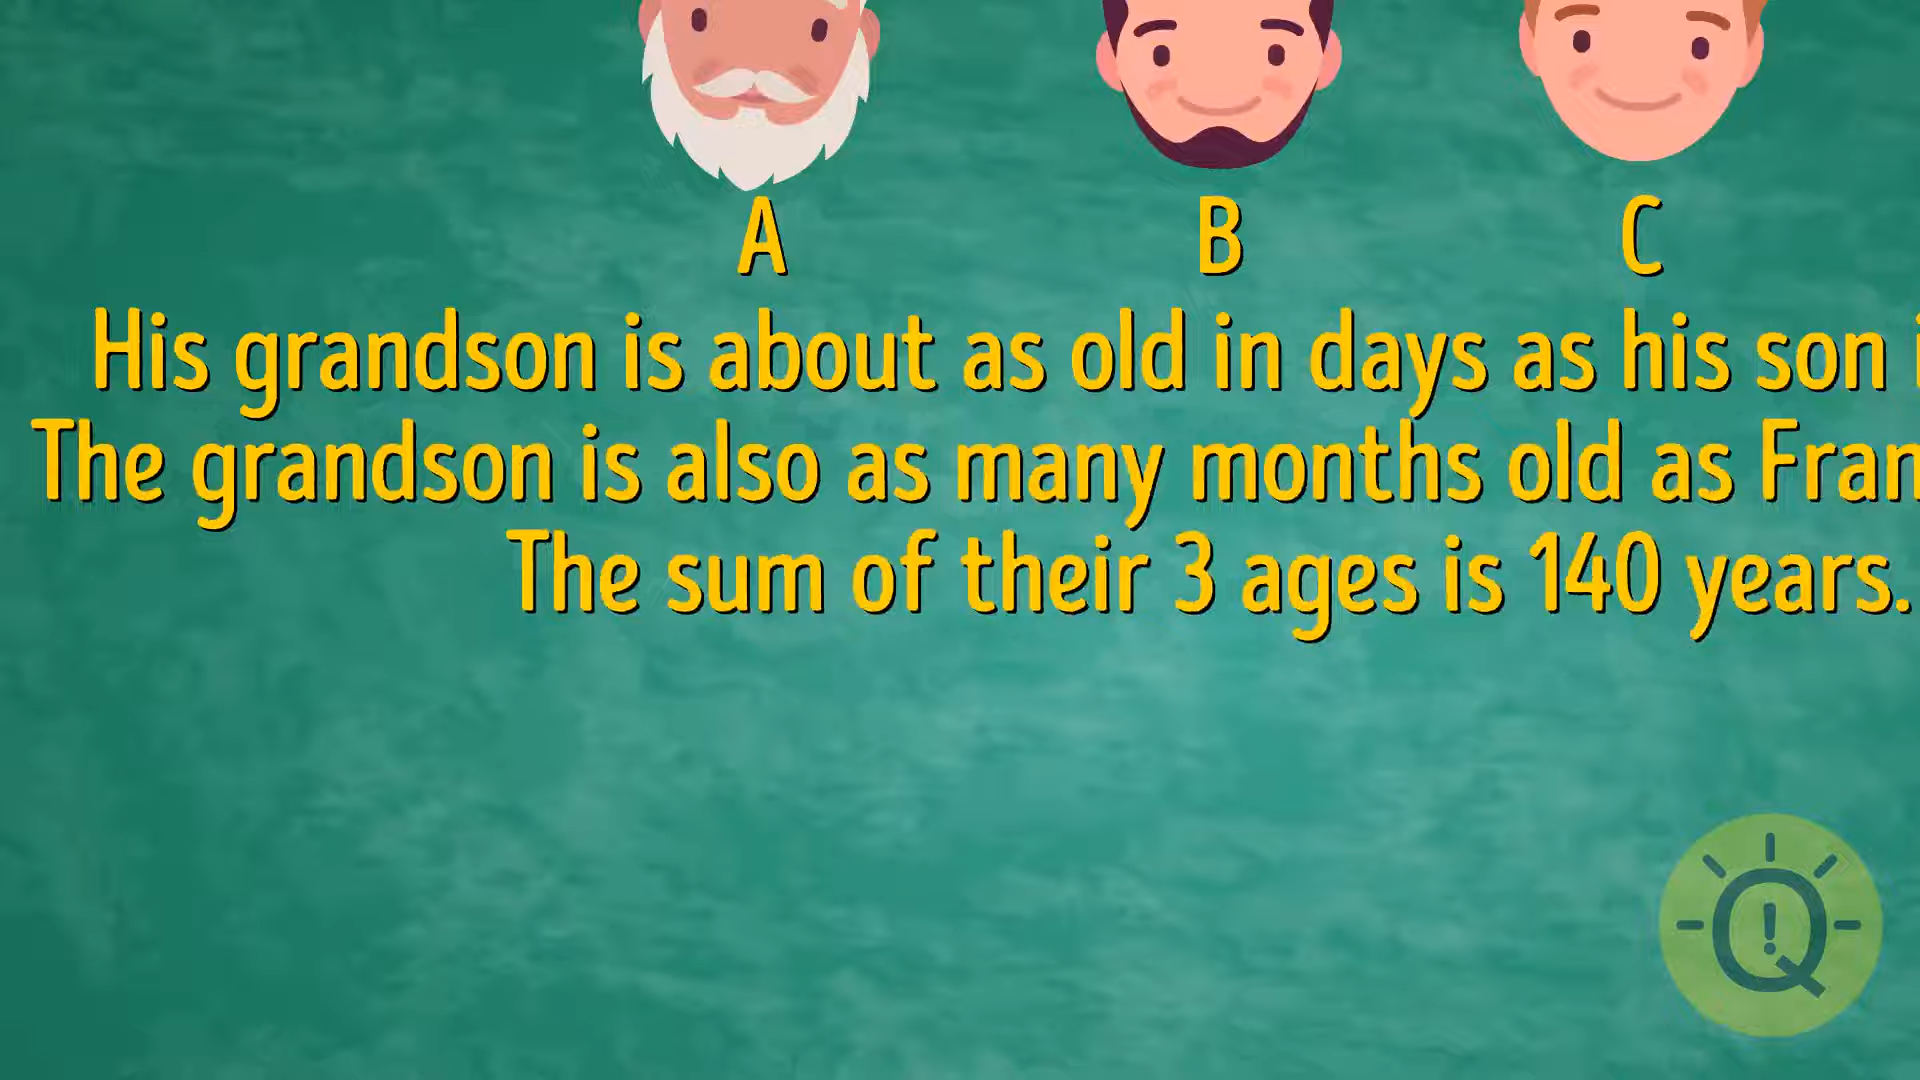 A B C
His grandson is about as old in days as his son
The grandson is also as many months old as
The sum of their 3 ages is 140 years.
Q!